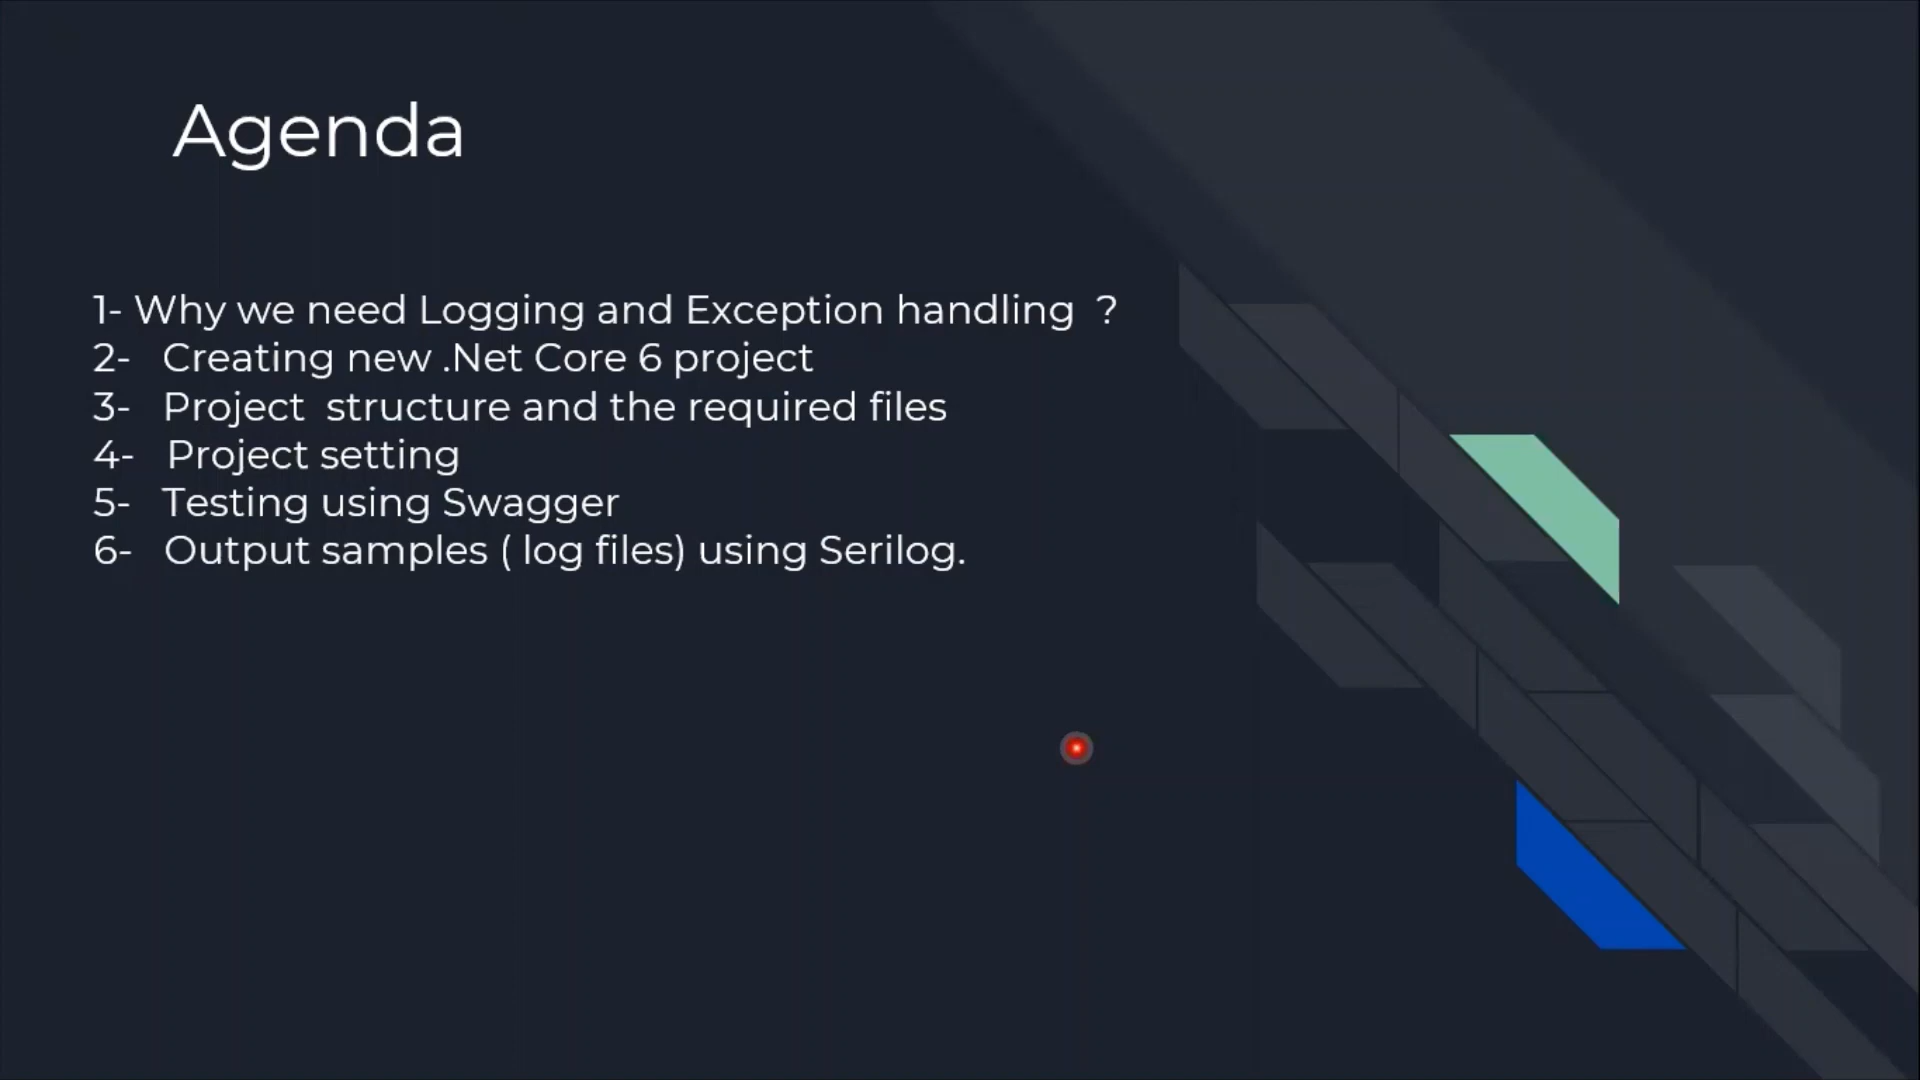 Agenda
1- Why we need Logging and Exception handling ?
2- Creating new .Net Core 6 project
3- Project structure and the required files
4- Project setting
5- Testing using Swagger
6- Output samples ( log files) using Serilog.